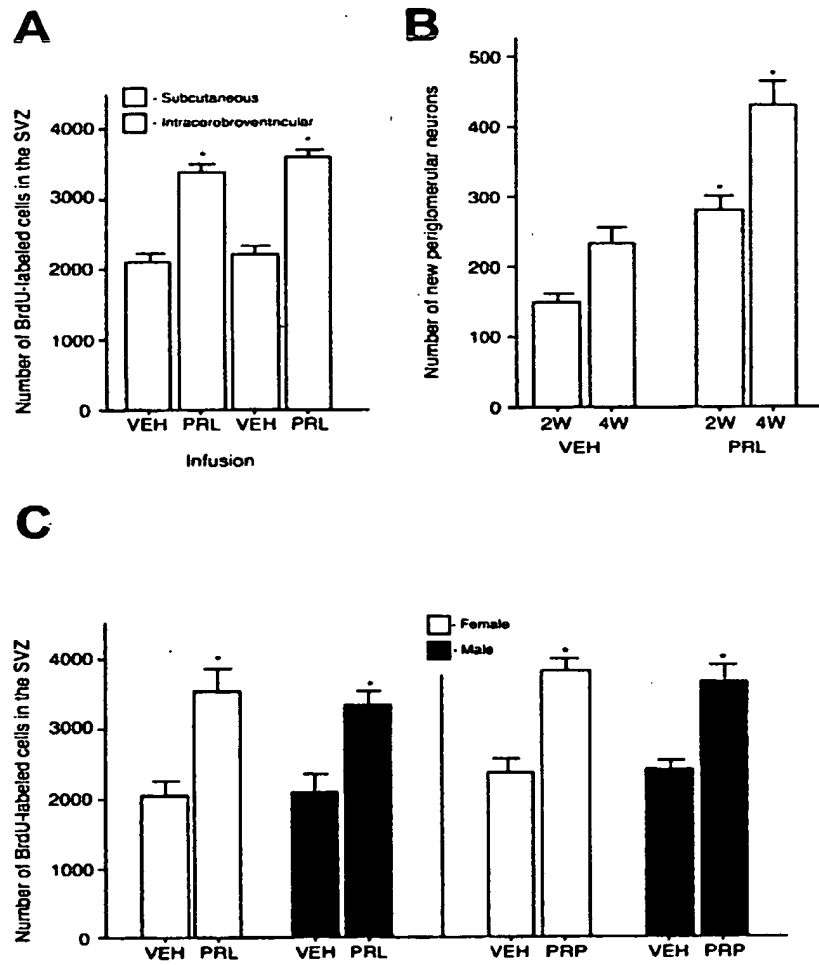 A
Number of BrdU-labeled cells in the SVZ
- Subcutaneous
- Intracerobroventricular
4000
3000
2000
1000
0
* *
VEH PRL VEH PRL
Infusion
B
Number of new periglomerular neurons
500
400
300
200
100
0
* *
2W 4W 2W 4W
VEH PRL
C
Number of BrdU-labeled cells in the SVZ
- Female
- Male
4000
3000
2000
1000
0
* * * *
VEH PRL VEH PRL VEH PRP VEH PRP